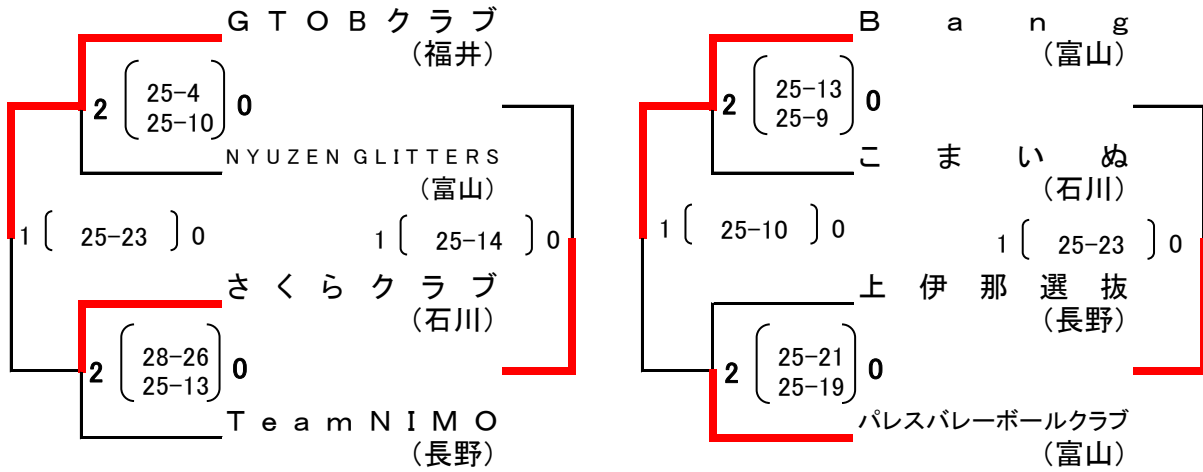 GTOBクラブ
(福井)
2 25-4 0
25-10
NYUZEN GLITTERS
(富山)
1 25-23 0
1 25-14 0
さくらクラブ
(石川)
2 28-26 0
25-13
TeamNIMO
(長野)
Bang
(富山)
2 25-13 0
25-9
こまいぬ
(石川)
1 25-10 0
1 25-23 0
上伊那選抜
(長野)
2 25-21 0
25-19
パレスバレーボールクラブ
(富山)